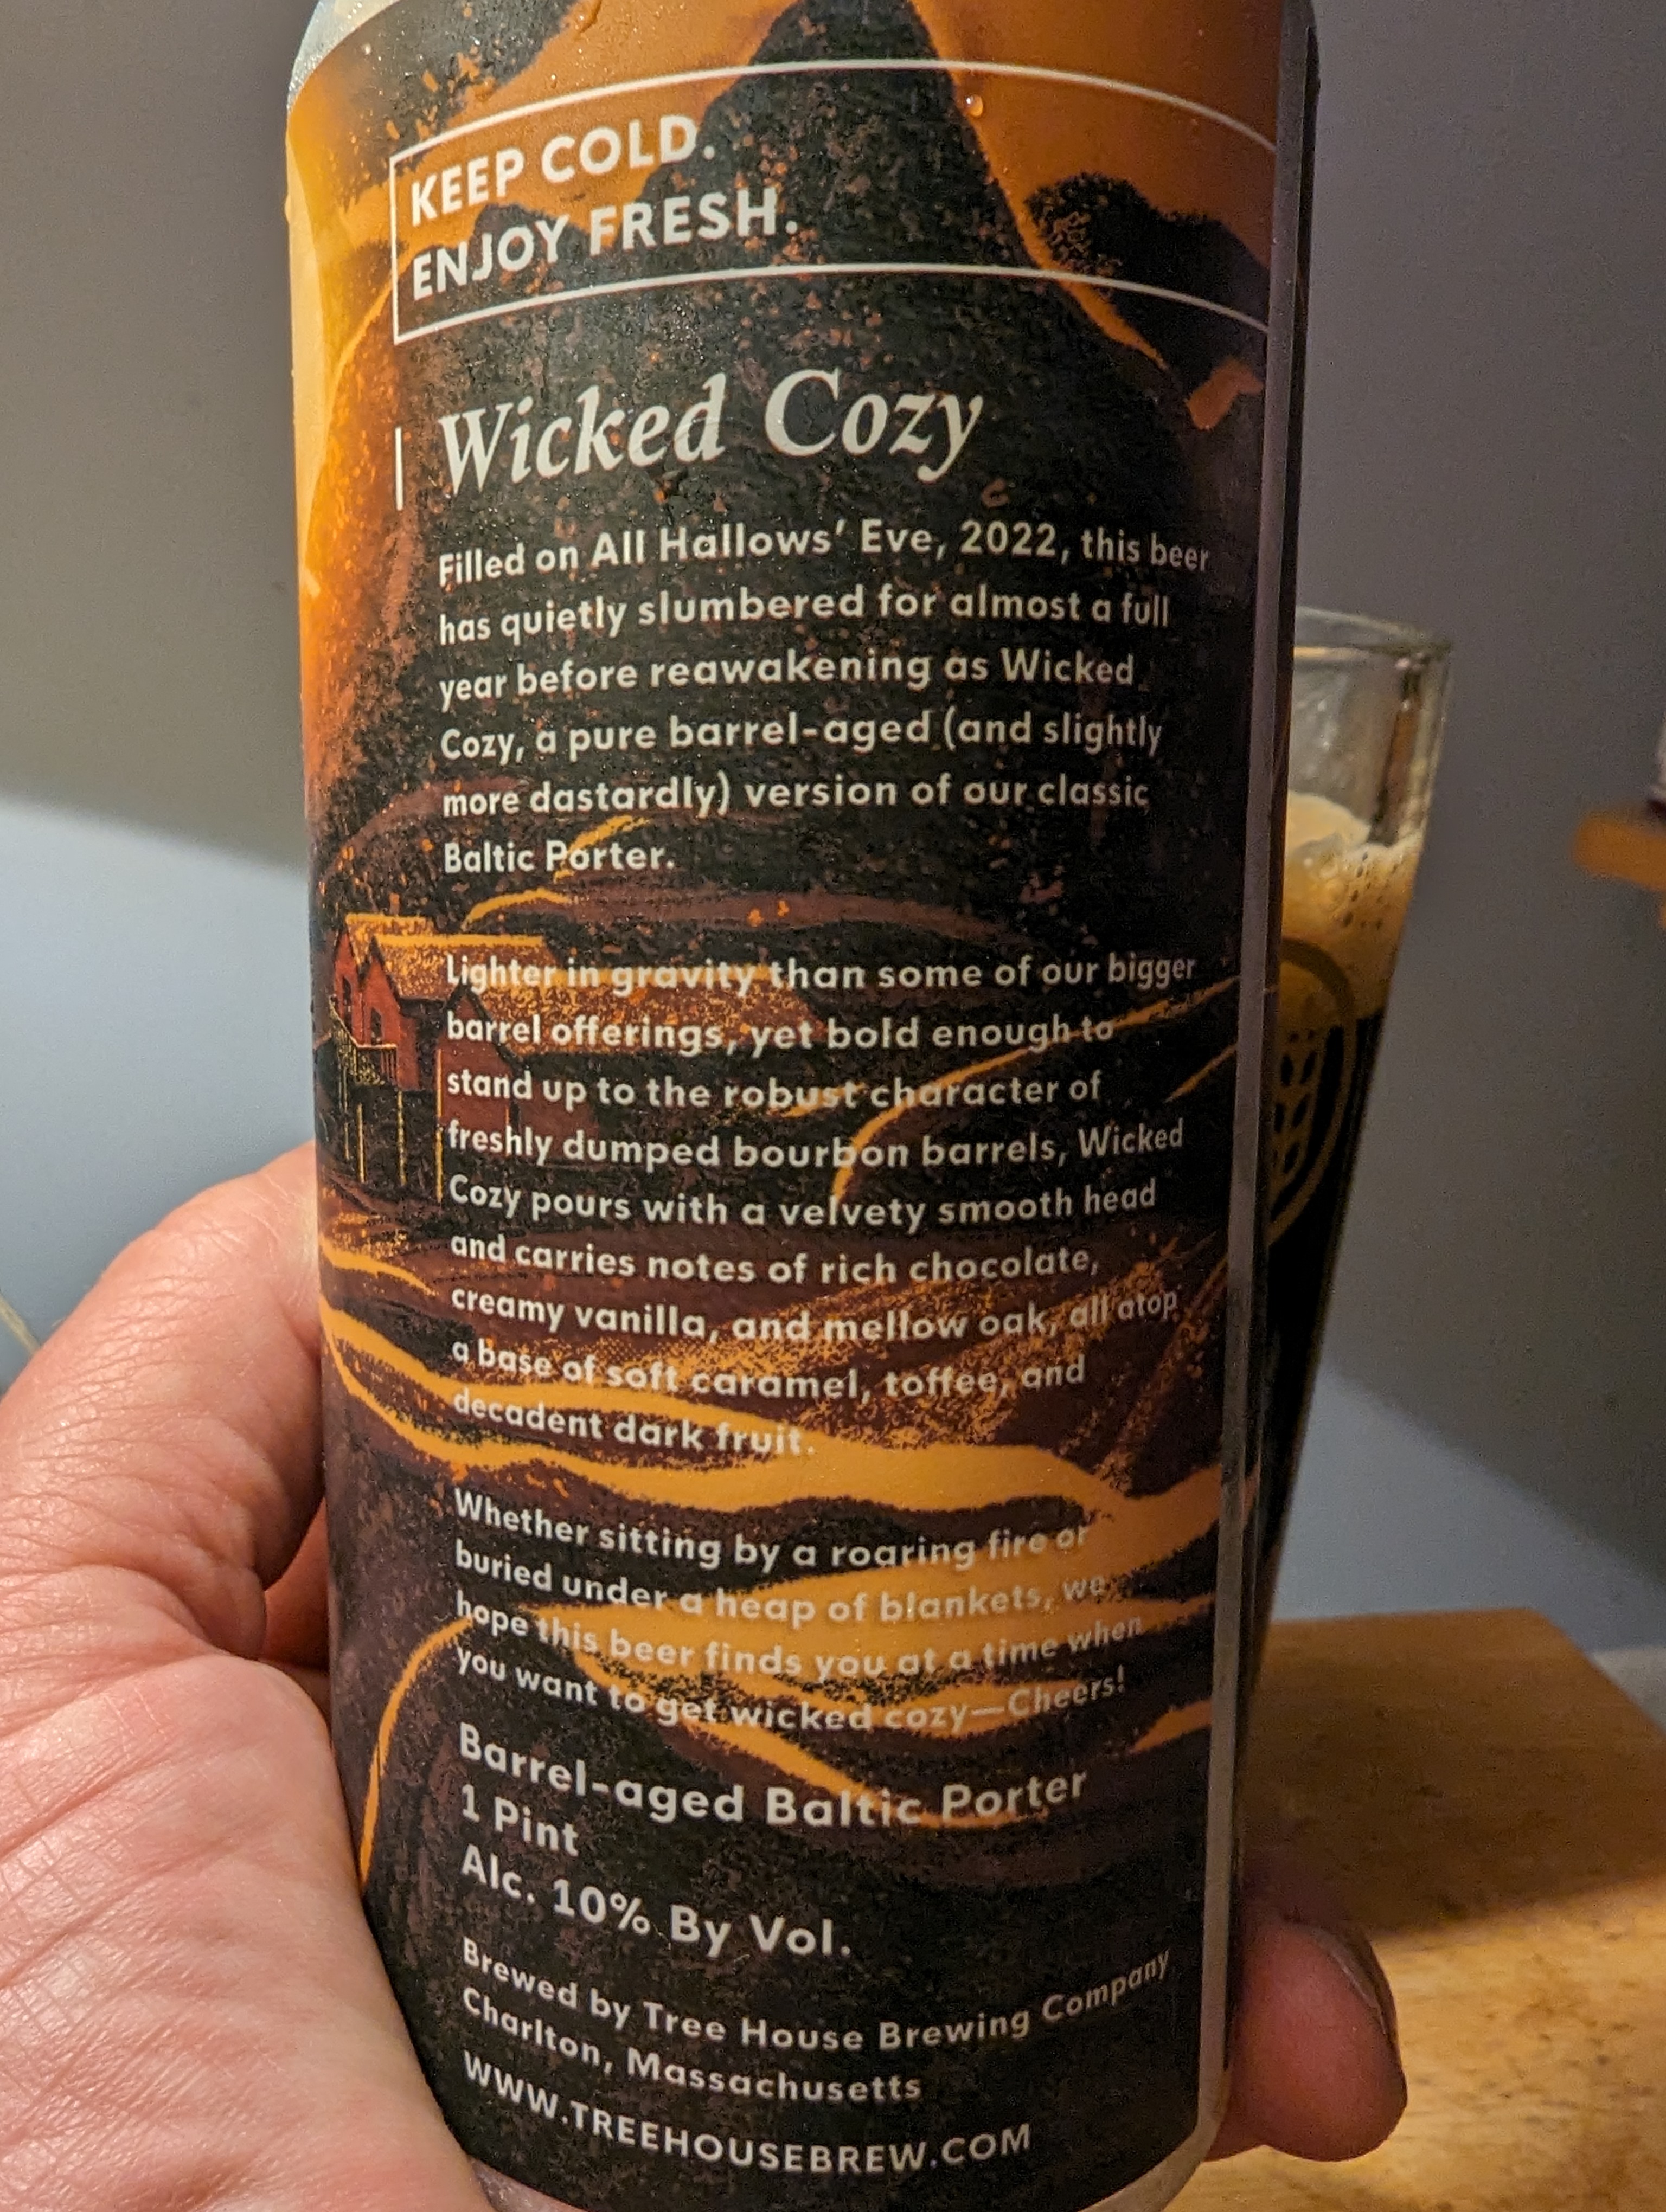 KEEP COLD.
ENJOY FRESH.
Wicked Cozy
Filled on All Hallows' Eve, 2022, this beer
has quietly slumbered for almost a full
year before reawakening as Wicked
Cozy, a pure barrel-aged (and slightly
more dastardly) version of our classic
Baltic Porter.
Lighter in gravity than some of our bigger
barrel offerings, yet bold enough to
stand up to the robust character of
freshly dumped bourbon barrels, Wicked
Cozy pours with a velvety smooth head
and carries notes of rich chocolate,
creamy vanilla, and mellow oak, all atop
a base of soft caramel, toffee, and
decadent dark fruit.
Whether sitting by a roaring fire or
buried under a heap of blankets, we
hope this beer finds you at a time when
you want to get wicked cozy—Cheers!
Barrel-aged Baltic Porter
1 Pint
Alc. 10% By Vol.
Brewed by Tree House Brewing Company
Charlton, Massachusetts
WWW.TREEHOUSEBREW.COM